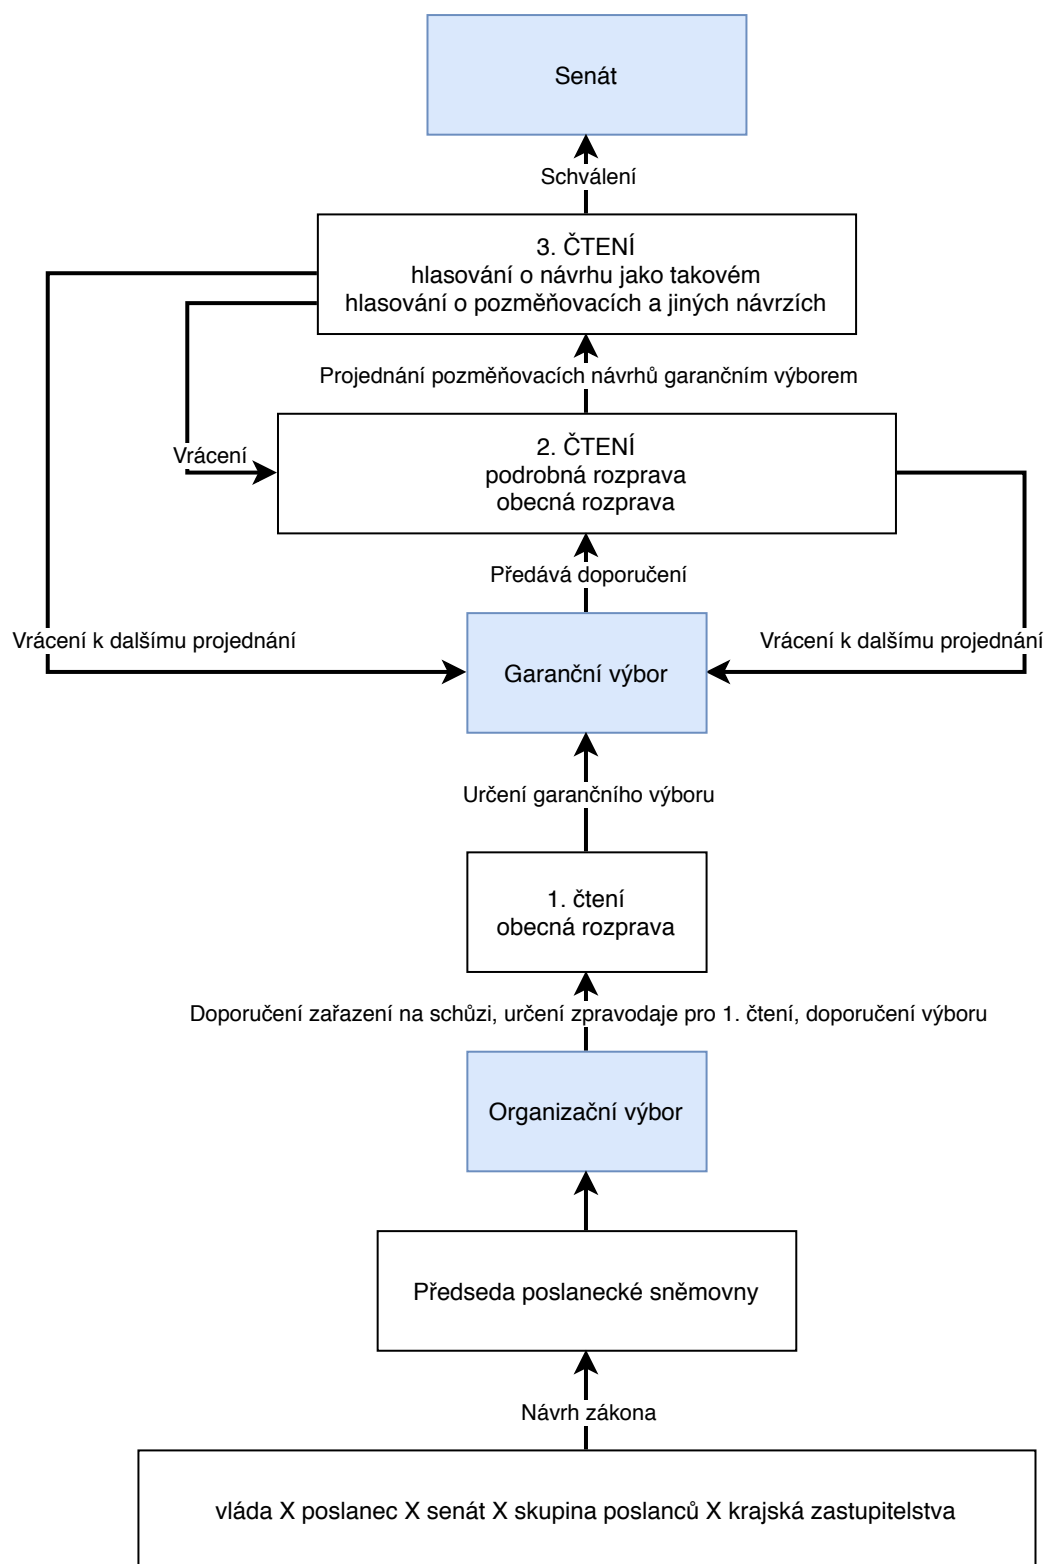 Senát
Schválení
3. ČTENÍ
hlasování o návrhu jako takovém
hlasování o pozměňovacích a jiných návrzích
Projednání pozměňovacích návrhů garančním výborem
Vrácení
2. ČTENÍ
podrobná rozprava
obecná rozprava
Předává doporučení
Vrácení k dalšímu projednání
Vrácení k dalšímu projednání
Garanční výbor
Určení garančního výboru
1. čtení
obecná rozprava
Doporučení zařazení na schůzi, určení zpravodaje pro 1. čtení, doporučení výboru
Organizační výbor
Předseda poslanecké sněmovny
Návrh zákona
vláda X poslanec X senát X skupina poslanců X krajská zastupitelstva